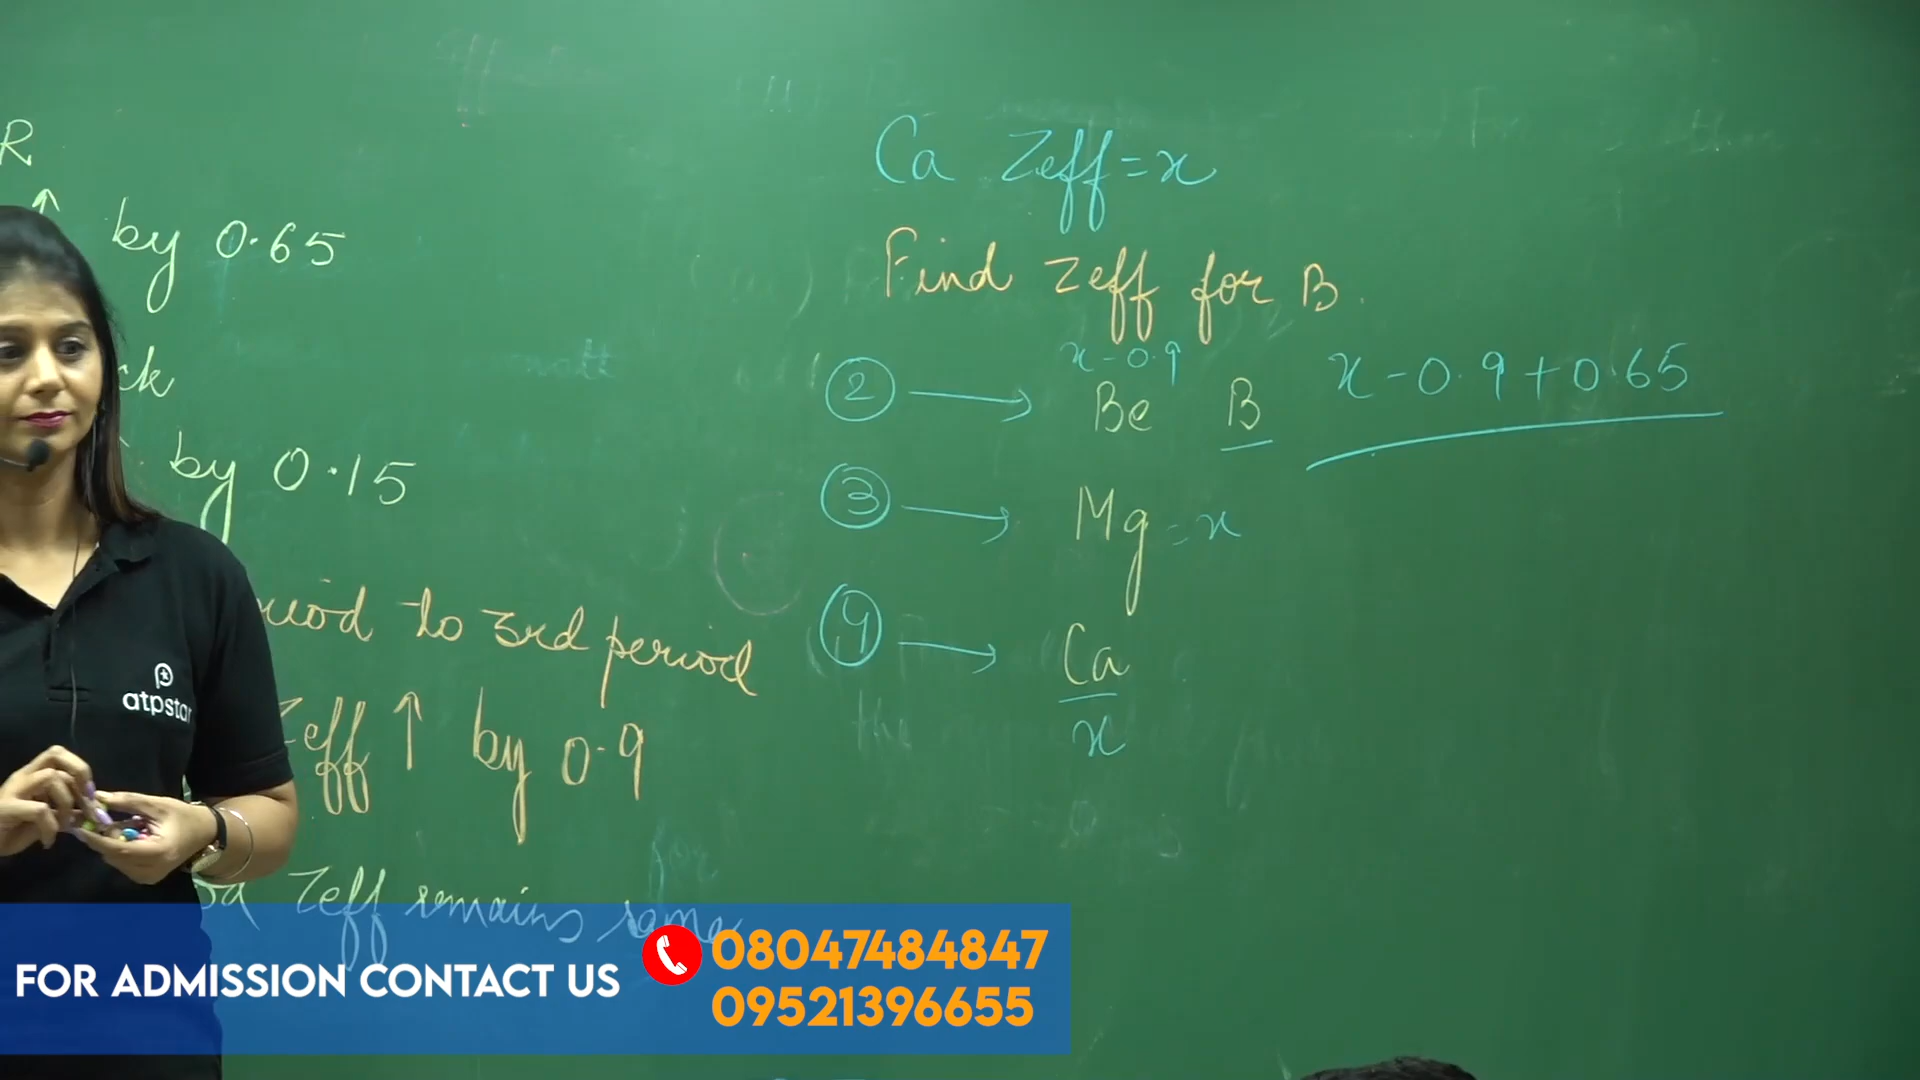 R
↑ by 0.65
ck
by 0.15
riod to 3rd period
Zeff ↑ by 0.9
od Zeff remains same
for
Ca Zeff = x
Find Zeff for B.
x - 0.9
② → Be B x - 0.9 + 0.65
③ → Mg = x
④ → Ca
x
atpstar
FOR ADMISSION CONTACT US
08047484847
09521396655